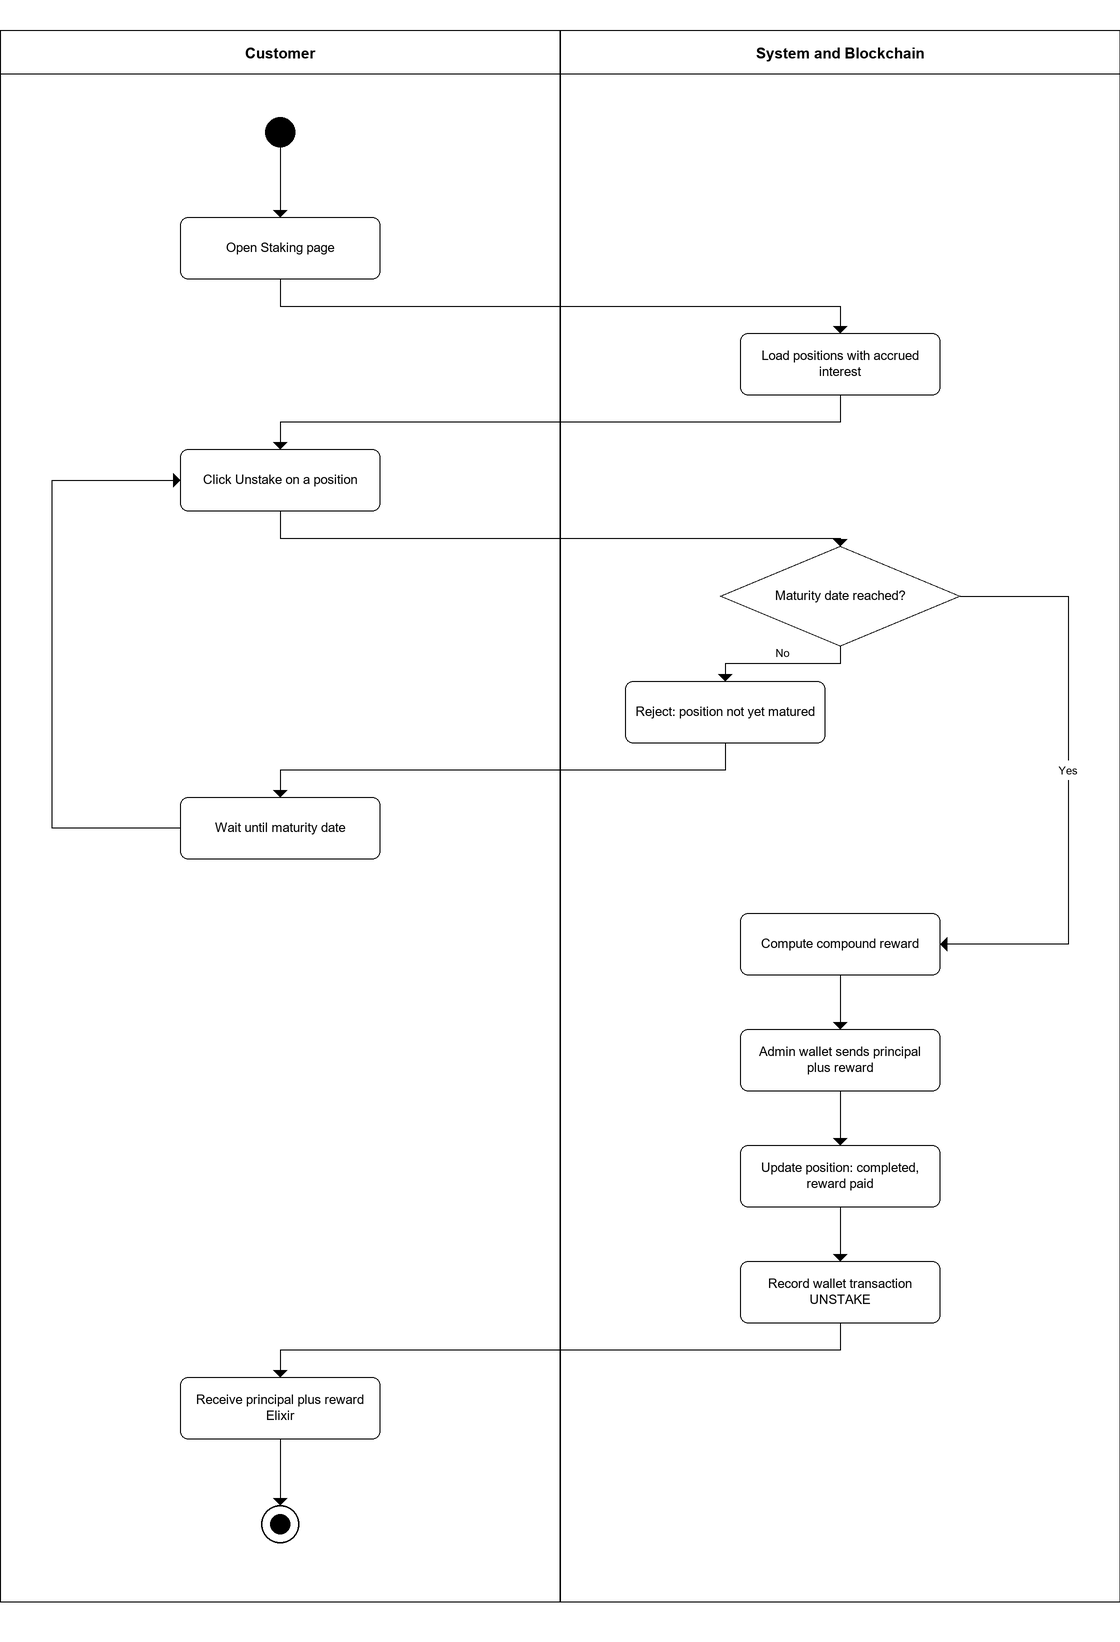 Customer
System and Blockchain
Open Staking page
Load positions with accrued
interest
Click Unstake on a position
Maturity date reached?
No
Reject: position not yet matured
Yes
Wait until maturity date
Compute compound reward
Admin wallet sends principal
plus reward
Update position: completed,
reward paid
Record wallet transaction
UNSTAKE
Receive principal plus reward
Elixir